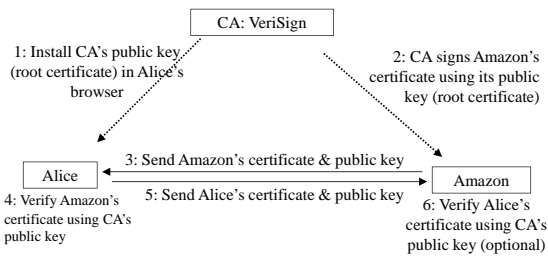 CA: VeriSign
1: Install CA's public key
(root certificate) in Alice's
browser
2: CA signs Amazon's
certificate using its public
key (root certificate)
3: Send Amazon's certificate & public key
Alice
Amazon
5: Send Alice's certificate & public key
4: Verify Amazon's
certificate using CA's
public key
6: Verify Alice's
certificate using CA's
public key (optional)